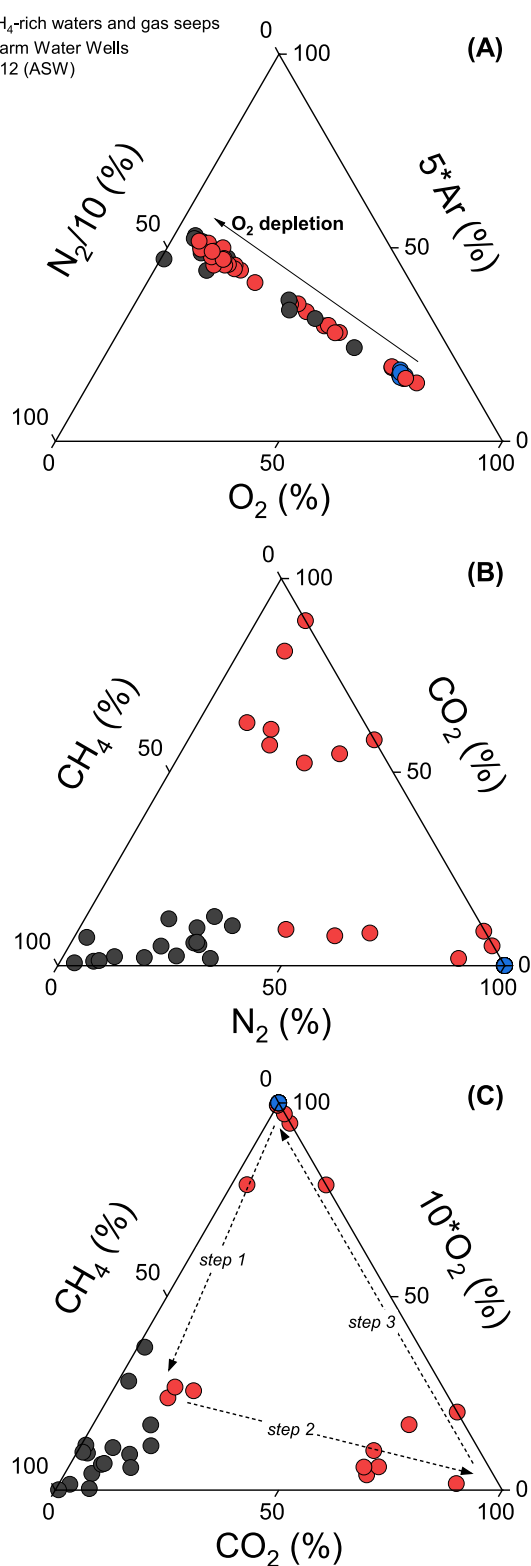 H₄-rich waters and gas seeps
arm Water Wells
12 (ASW)
(A)
0
100
N₂/10 (%)
5*Ar (%)
50
50
O₂ depletion
100
0
0
50
100
O₂ (%)
(B)
0
100
CH₄ (%)
CO₂ (%)
50
50
100
0
0
50
100
N₂ (%)
(C)
0
100
CH₄ (%)
10*O₂ (%)
50
50
step 1
step 3
step 2
100
0
0
50
100
CO₂ (%)